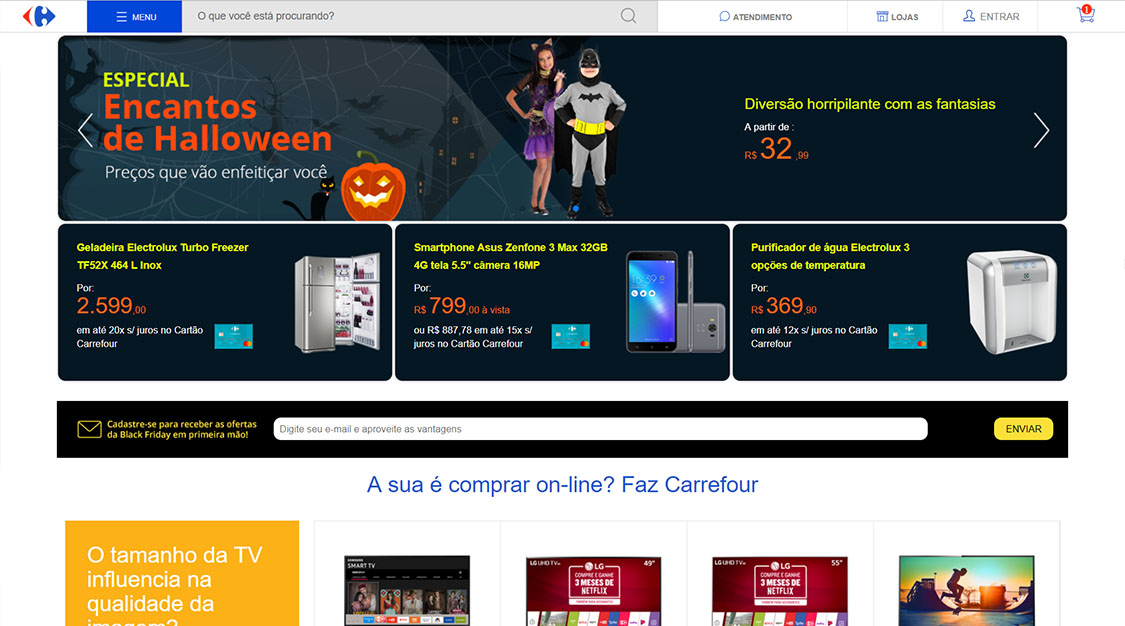 MENU
O que você está procurando?
ATENDIMENTO
LOJAS
ENTRAR
1
ESPECIAL
Encantos
de Halloween
Preços que vão enfeitiçar você
Diversão horripilante com as fantasias
A partir de :
R$ 32 ,99
Geladeira Electrolux Turbo Freezer
TF52X 464 L Inox
Por:
2.599,00
em até 20x s/ juros no Cartão
Carrefour
Smartphone Asus Zenfone 3 Max 32GB
4G tela 5.5" câmera 16MP
Por:
R$ 799,00 à vista
ou R$ 887,78 em até 15x s/
juros no Cartão Carrefour
Purificador de água Electrolux 3
opções de temperatura
Por:
R$ 369,90
em até 12x s/ juros no Cartão
Carrefour
Cadastre-se para receber as ofertas
da Black Friday em primeira mão!
Digite seu e-mail e aproveite as vantagens
ENVIAR
A sua é comprar on-line? Faz Carrefour
O tamanho da TV
influencia na
qualidade da
imagem?
SAMSUNG
SMART TV
LG UHD TV
LG
49"
COMPRE E GANHE
3 MESES DE
NETFLIX
LG UHD TV
LG
55"
COMPRE E GANHE
3 MESES DE
NETFLIX